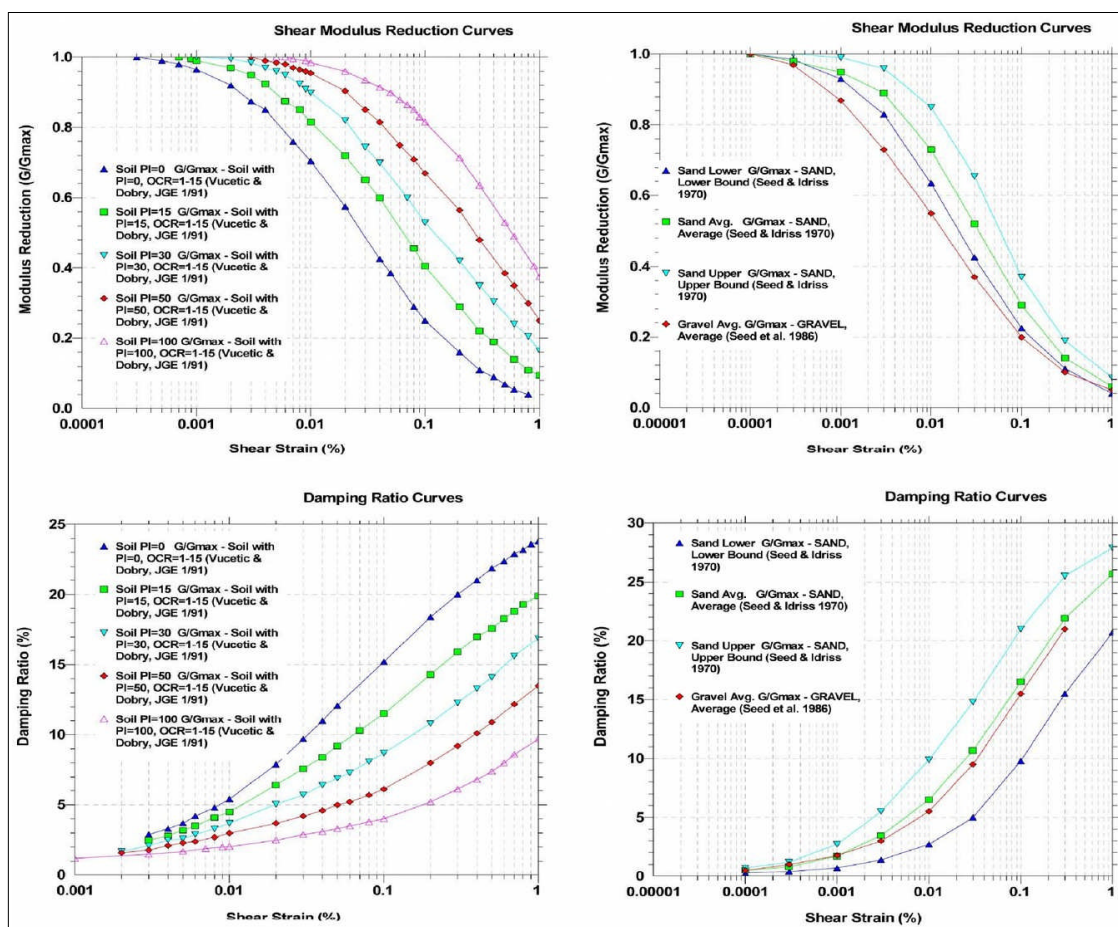 Shear Modulus Reduction Curves
Modulus Reduction (G/Gmax)
1.0
0.8
0.6
0.4
0.2
0.0
Soil PI=0 G/Gmax - Soil with
PI=0, OCR=1-15 (Vucetic &
Dobry, JGE 1/91)
Soil PI=15 G/Gmax - Soil with
PI=15, OCR=1-15 (Vucetic &
Dobry, JGE 1/91)
Soil PI=30 G/Gmax - Soil with
PI=30, OCR=1-15 (Vucetic &
Dobry, JGE 1/91)
Soil PI=50 G/Gmax - Soil with
PI=50, OCR=1-15 (Vucetic &
Dobry, JGE 1/91)
Soil PI=100 G/Gmax - Soil with
PI=100, OCR=1-15 (Vucetic &
Dobry, JGE 1/91)
0.0001 0.001 0.01 0.1 1
Shear Strain (%)
Shear Modulus Reduction Curves
Modulus Reduction (G/Gmax)
1.0
0.8
0.6
0.4
0.2
0.0
Sand Lower G/Gmax - SAND,
Lower Bound (Seed & Idriss
1970)
Sand Avg. G/Gmax - SAND,
Average (Seed & Idriss 1970)
Sand Upper G/Gmax - SAND,
Upper Bound (Seed & Idriss
1970)
Gravel Avg. G/Gmax - GRAVEL,
Average (Seed et al. 1986)
0.00001 0.0001 0.001 0.01 0.1 1
Shear Strain (%)
Damping Ratio Curves
Damping Ratio (%)
25
20
15
10
5
0
Soil PI=0 G/Gmax - Soil with
PI=0, OCR=1-15 (Vucetic &
Dobry, JGE 1/91)
Soil PI=15 G/Gmax - Soil with
PI=15, OCR=1-15 (Vucetic &
Dobry, JGE 1/91)
Soil PI=30 G/Gmax - Soil with
PI=30, OCR=1-15 (Vucetic &
Dobry, JGE 1/91)
Soil PI=50 G/Gmax - Soil with
PI=50, OCR=1-15 (Vucetic &
Dobry, JGE 1/91)
Soil PI=100 G/Gmax - Soil with
PI=100, OCR=1-15 (Vucetic &
Dobry, JGE 1/91)
0.001 0.01 0.1 1
Shear Strain (%)
Damping Ratio Curves
Damping Ratio (%)
30
25
20
15
10
5
0
Sand Lower G/Gmax - SAND,
Lower Bound (Seed & Idriss
1970)
Sand Avg. G/Gmax - SAND,
Average (Seed & Idriss 1970)
Sand Upper G/Gmax - SAND,
Upper Bound (Seed & Idriss
1970)
Gravel Avg. G/Gmax - GRAVEL,
Average (Seed et al. 1986)
0.00001 0.0001 0.001 0.01 0.1 1
Shear Strain (%)